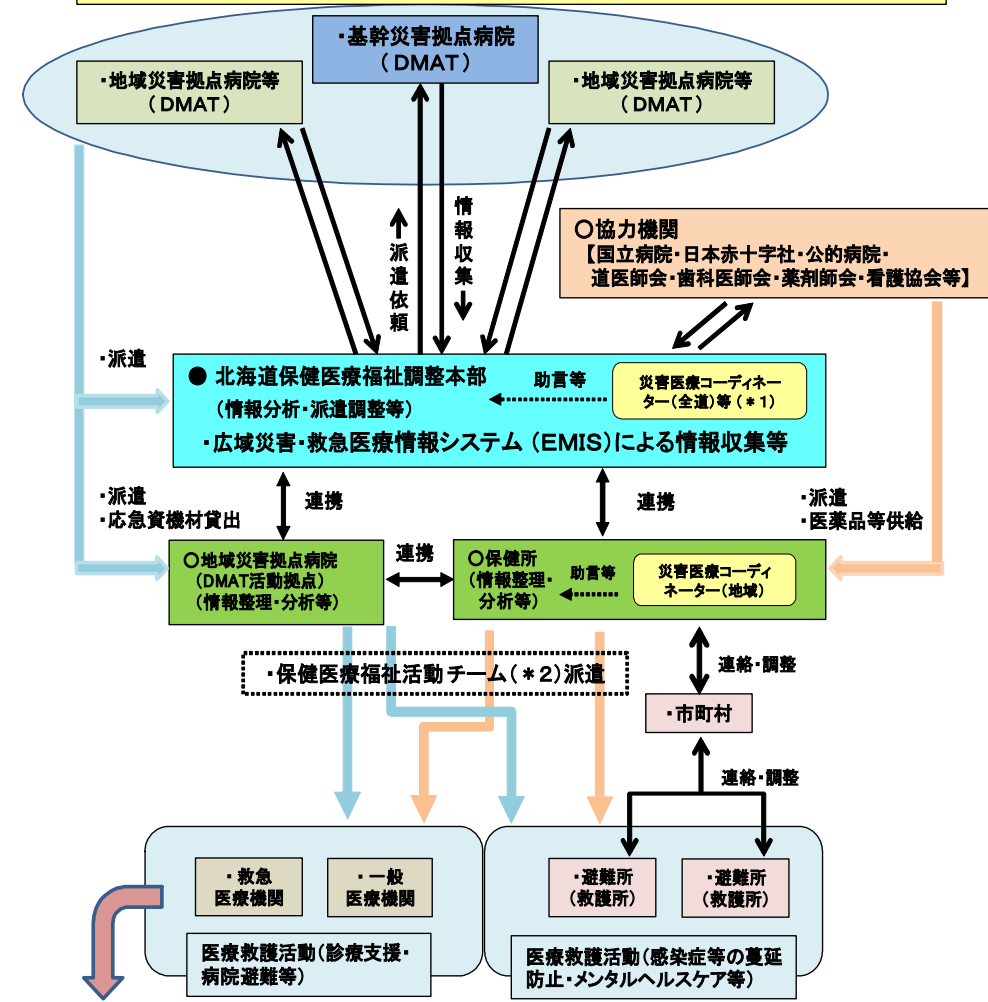 ・基幹災害拠点病院
（DMAT）
・地域災害拠点病院等
（DMAT）
・地域災害拠点病院等
（DMAT）
↑派遣依頼
情報収集↓
○協力機関
【国立病院・日本赤十字社・公的病院・
道医師会・歯科医師会・薬剤師会・看護協会等】
・派遣
● 北海道保健医療福祉調整本部
（情報分析・派遣調整等）
助言等
災害医療コーディネー
ター（全道）等（＊1）
・広域災害・救急医療情報システム（EMIS）による情報収集等
・派遣
・応急資機材貸出
連携
連携
・派遣
・医薬品等供給
○地域災害拠点病院
（DMAT活動拠点）
（情報整理・分析等）
連携
○保健所
（情報整理・
分析等）
助言等
災害医療コーディ
ネーター（地域）
・保健医療福祉活動チーム（＊2）派遣
連絡・調整
・市町村
連絡・調整
・救急
医療機関
・一般
医療機関
・避難所
（救護所）
・避難所
（救護所）
医療救護活動（診療支援・
病院避難等）
医療救護活動（感染症等の蔓延
防止・メンタルヘルスケア等）